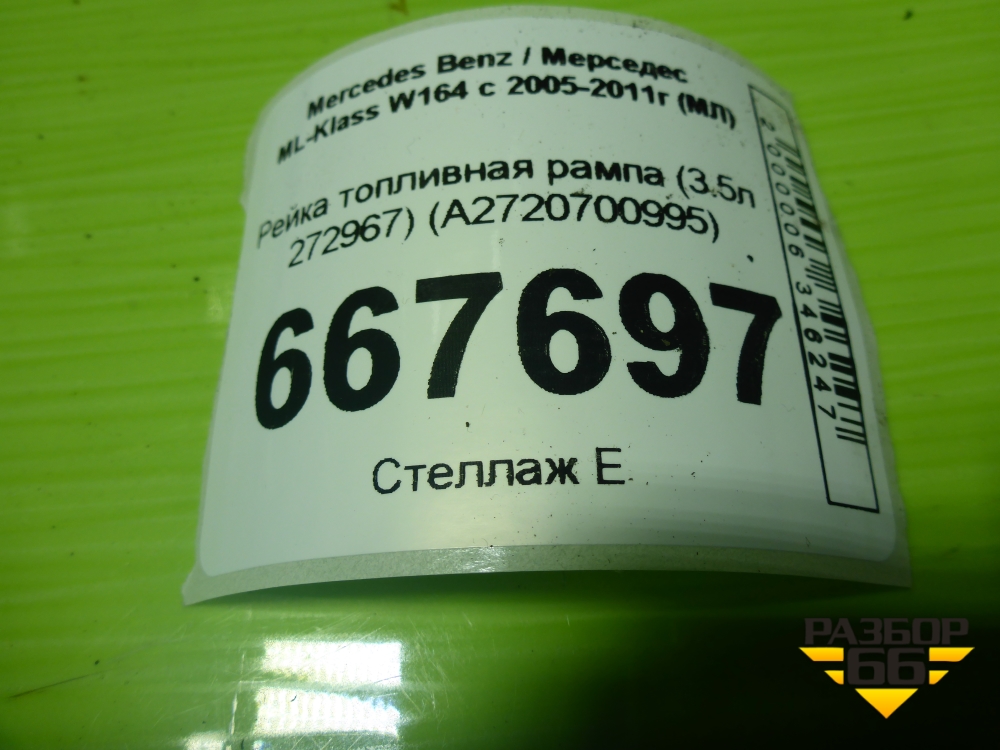 Mercedes Benz / Мерседес
ML-Klass W164 с 2005-2011г (МЛ)
Рейка топливная рампа (3.5л
272967) (A2720700995)
667697
Стеллаж Е
2000006346247
РАЗБОР
66